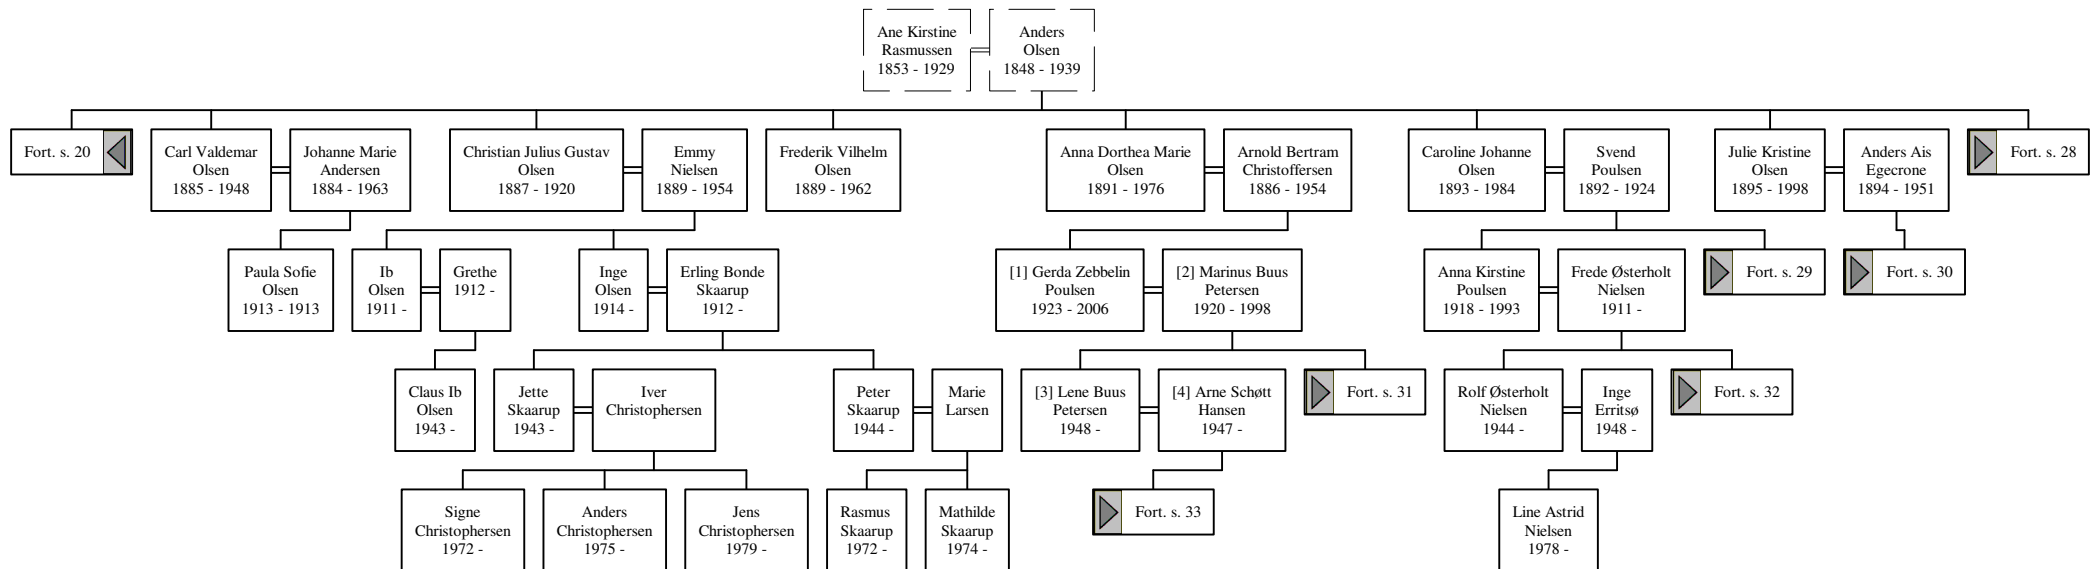 Ane Kirstine
Rasmussen
1853 - 1929
Anders
Olsen
1848 - 1939
Fort. s. 20
Carl Valdemar
Olsen
1885 - 1948
Johanne Marie
Andersen
1884 - 1963
Christian Julius Gustav
Olsen
1887 - 1920
Emmy
Nielsen
1889 - 1954
Frederik Vilhelm
Olsen
1889 - 1962
Anna Dorthea Marie
Olsen
1891 - 1976
Arnold Bertram
Christoffersen
1886 - 1954
Caroline Johanne
Olsen
1893 - 1984
Svend
Poulsen
1892 - 1924
Julie Kristine
Olsen
1895 - 1998
Anders Ais
Egecrone
1894 - 1951
Fort. s. 28
Paula Sofie
Olsen
1913 - 1913
Ib
Olsen
1911 -
Grethe
1912 -
Inge
Olsen
1914 -
Erling Bonde
Skaarup
1912 -
[1] Gerda Zebbelin
Poulsen
1923 - 2006
[2] Marinus Buus
Petersen
1920 - 1998
Anna Kirstine
Poulsen
1918 - 1993
Frede Østerholt
Nielsen
1911 -
Fort. s. 29
Fort. s. 30
Claus Ib
Olsen
1943 -
Jette
Skaarup
1943 -
Iver
Christophersen
Peter
Skaarup
1944 -
Marie
Larsen
[3] Lene Buus
Petersen
1948 -
[4] Arne Schøtt
Hansen
1947 -
Fort. s. 31
Rolf Østerholt
Nielsen
1944 -
Inge
Erritsø
1948 -
Fort. s. 32
Signe
Christophersen
1972 -
Anders
Christophersen
1975 -
Jens
Christophersen
1979 -
Rasmus
Skaarup
1972 -
Mathilde
Skaarup
1974 -
Fort. s. 33
Line Astrid
Nielsen
1978 -